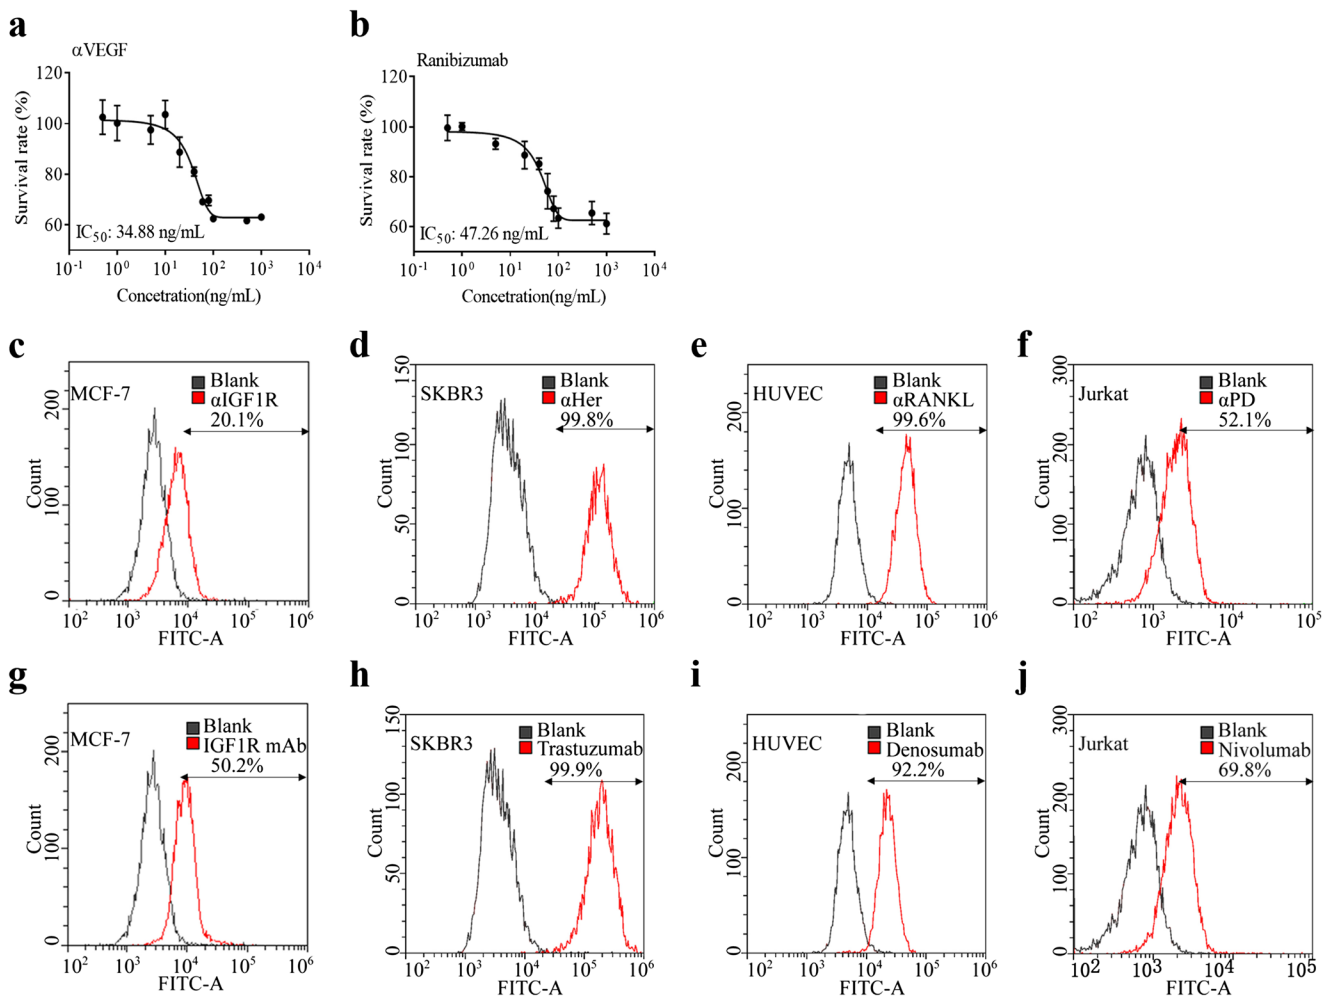 a
αVEGF
120
100
80
60
Survival rate (%)
IC50: 34.88 ng/mL
10-1 100 101 102 103 104
Concetration(ng/mL)
b
Ranibizumab
120
100
80
60
Survival rate (%)
IC50: 47.26 ng/mL
10-1 100 101 102 103 104
Concetration(ng/mL)
c
MCF-7
Blank
αIGF1R
20.1%
Count
200
100
0
102 103 104 105 106
FITC-A
d
SKBR3
Blank
αHer
99.8%
Count
150
100
50
0
102 103 104 105 106
FITC-A
e
HUVEC
Blank
αRANKL
99.6%
Count
200
100
0
102 103 104 105 106
FITC-A
f
Jurkat
Blank
αPD
52.1%
Count
300
200
100
0
102 103 104 105
FITC-A
g
MCF-7
Blank
IGF1R mAb
50.2%
Count
200
100
0
102 103 104 105 106
FITC-A
h
SKBR3
Blank
Trastuzumab
99.9%
Count
150
100
50
0
102 103 104 105 106
FITC-A
i
HUVEC
Blank
Denosumab
92.2%
Count
200
100
0
102 103 104 105 106
FITC-A
j
Jurkat
Blank
Nivolumab
69.8%
Count
300
200
100
0
102 103 104 105
FITC-A